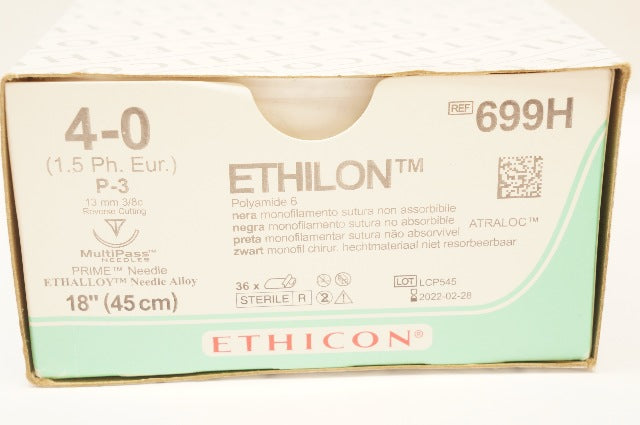 4-0
(1.5 Ph. Eur.)
P-3
13 mm 3/8c
Reverse Cutting
MultiPass™
NEEDLES
PRIME™ Needle
ETHALLOY™ Needle Alloy
18" (45 cm)
REF 699H
ETHILON™
Polyamide 6
nera monofilamento sutura non assorbibile
negra monofilamento sutura no absorbible
preta monofilamentar sutura não absorvível
zwart monofil chirur. hechtmateriaal niet resorbeerbaar
ATRALOC™
36 x
STERILE R
2
LOT LCP545
2022-02-28
ETHICON®